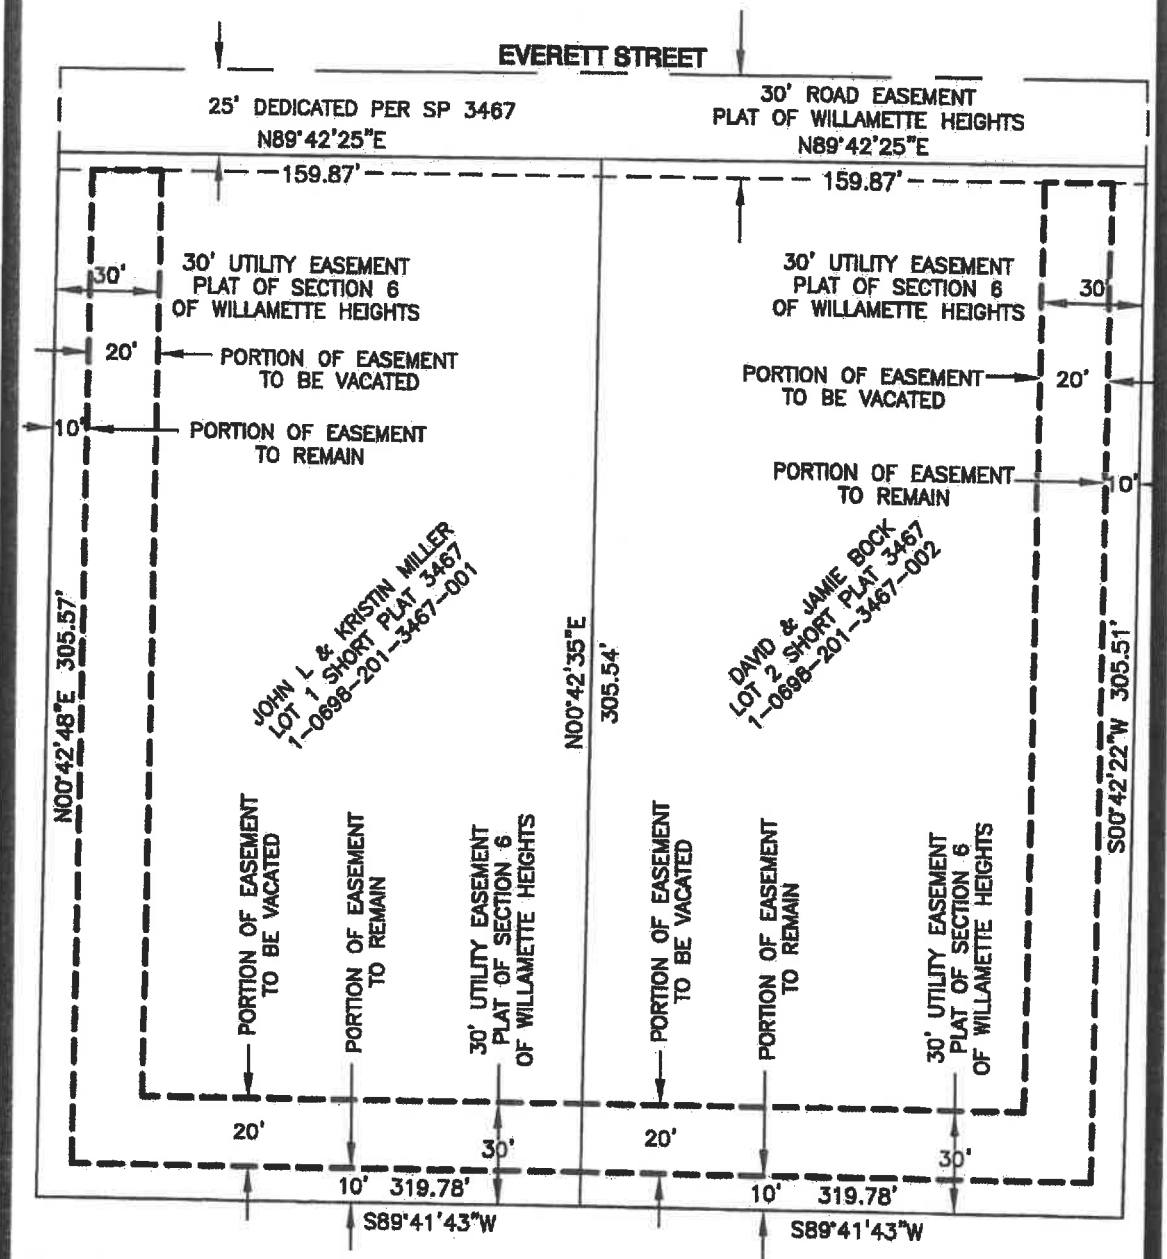 EVERETT STREET
25' DEDICATED PER SP 3467
N89°42'25"E
159.87'
30' ROAD EASEMENT
PLAT OF WILLAMETTE HEIGHTS
N89°42'25"E
159.87'
30'
30' UTILITY EASEMENT
PLAT OF SECTION 6
OF WILLAMETTE HEIGHTS
20'
PORTION OF EASEMENT
TO BE VACATED
10'
PORTION OF EASEMENT
TO REMAIN
30' UTILITY EASEMENT
PLAT OF SECTION 6
OF WILLAMETTE HEIGHTS
30'
PORTION OF EASEMENT
TO BE VACATED
20'
PORTION OF EASEMENT
TO REMAIN
10'
N00°42'48"E 305.57'
JOHN L & KRISTIN MILLER
LOT 1 SHORT PLAT 3467
1-0698-201-3467-001
N00°42'35"E
305.54'
DAVID & JAMIE BOCK
LOT 2 SHORT PLAT 3467
1-0698-201-3467-002
S00°42'22"W 305.51'
PORTION OF EASEMENT
TO BE VACATED
PORTION OF EASEMENT
TO REMAIN
30' UTILITY EASEMENT
PLAT OF SECTION 6
OF WILLAMETTE HEIGHTS
PORTION OF EASEMENT
TO BE VACATED
PORTION OF EASEMENT
TO REMAIN
30' UTILITY EASEMENT
PLAT OF SECTION 6
OF WILLAMETTE HEIGHTS
20'
30'
20'
30'
10' 319.78'
S89°41'43"W
10' 319.78'
S89°41'43"W